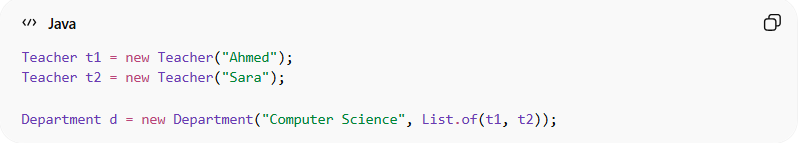 </> Java
Teacher t1 = new Teacher("Ahmed");
Teacher t2 = new Teacher("Sara");
Department d = new Department("Computer Science", List.of(t1, t2));